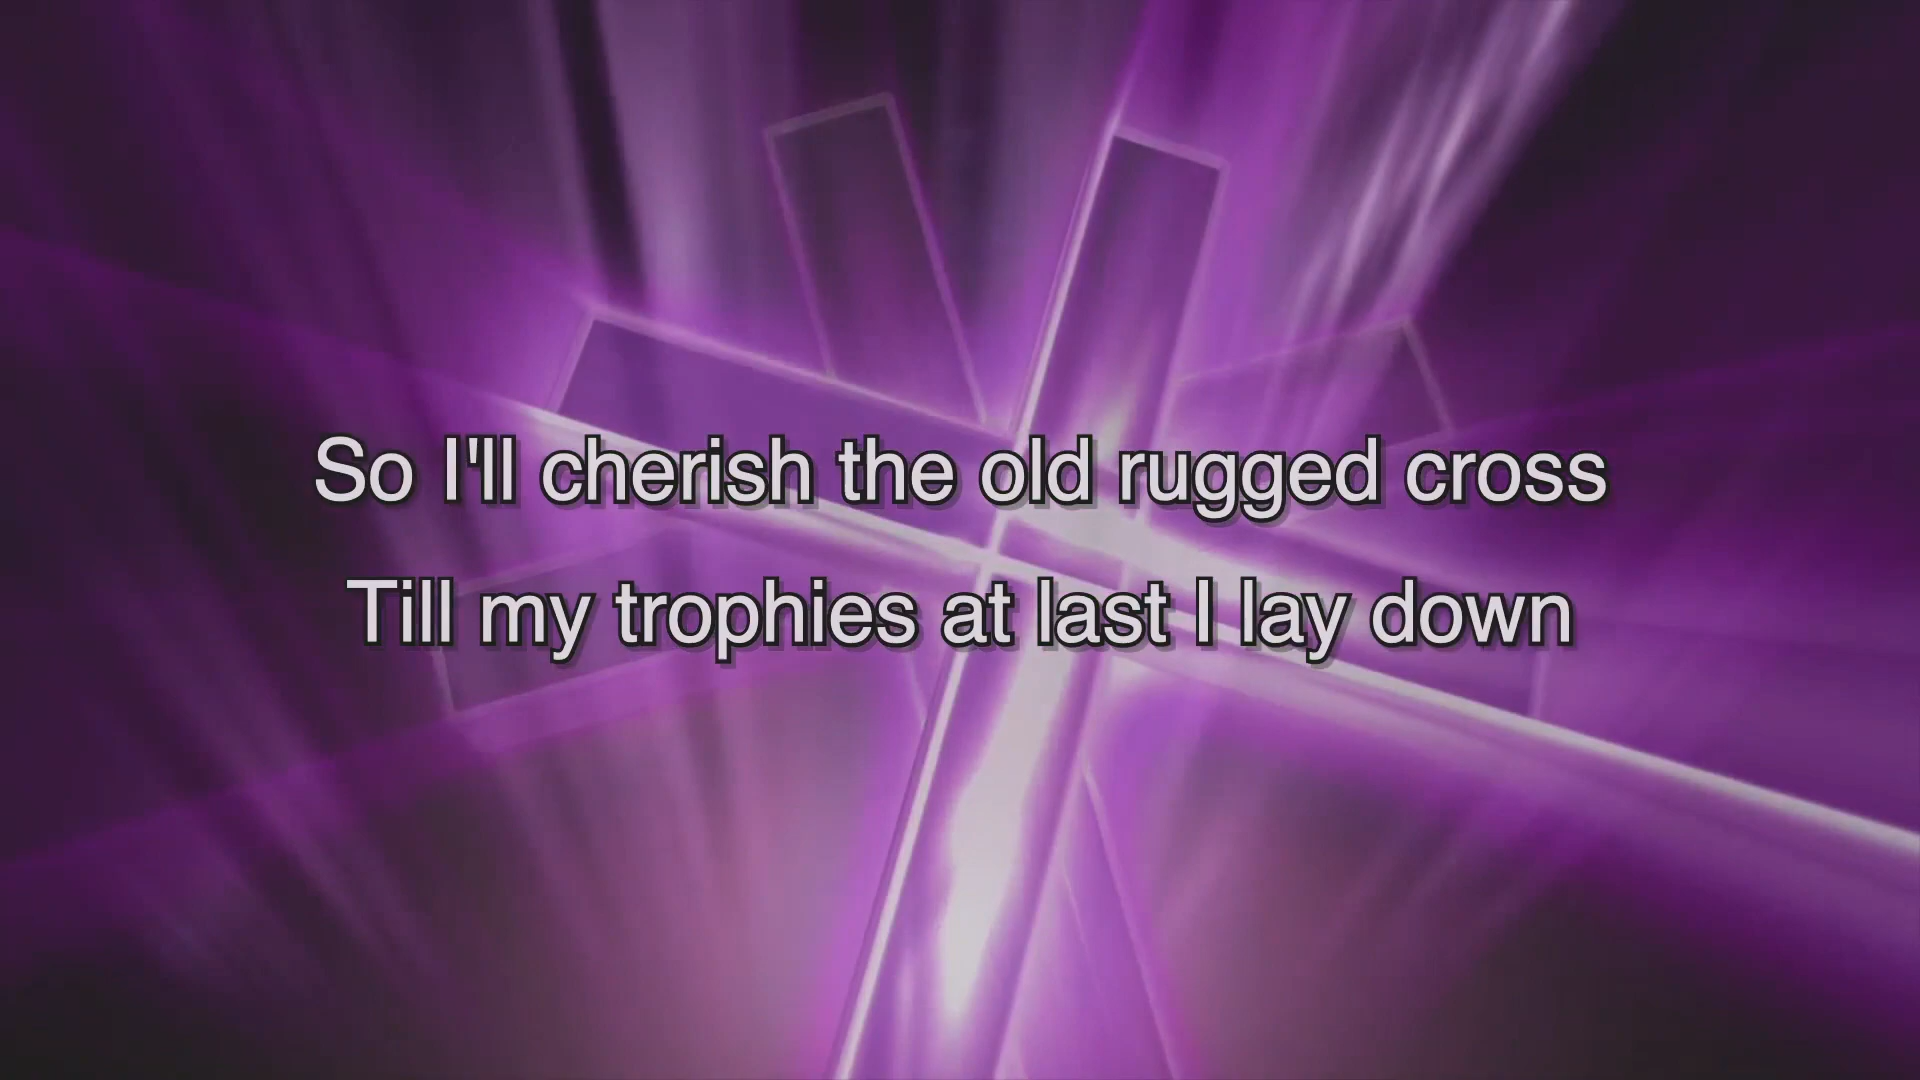 So I'll cherish the old rugged cross
Till my trophies at last I lay down